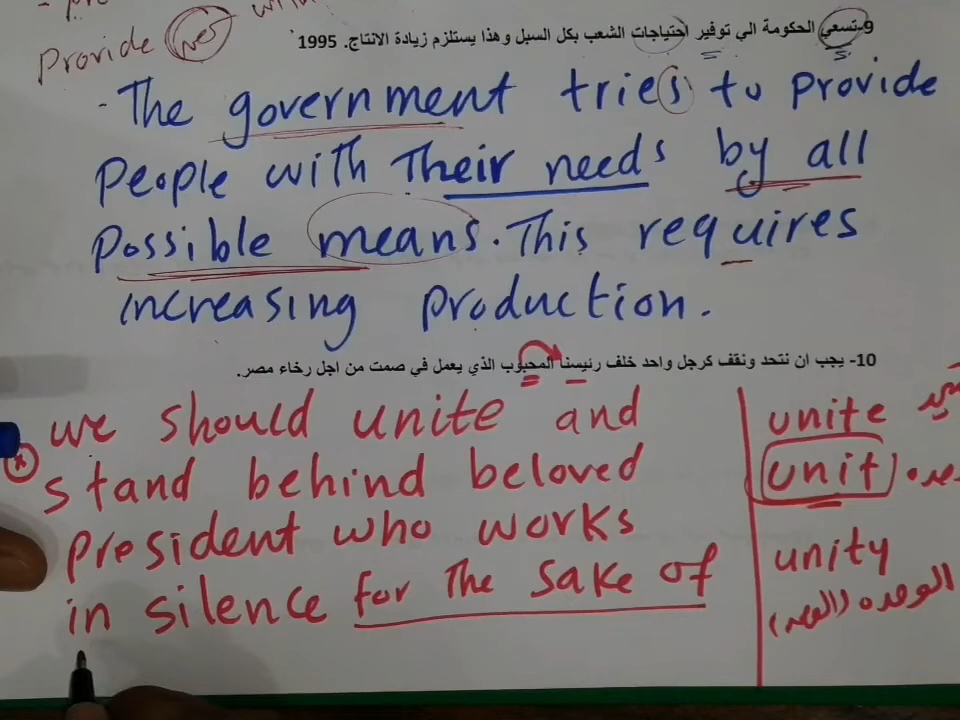 Provide
9-تسعي الحكومة الي توفير احتياجات الشعب بكل السبل وهذا يستلزم زيادة الانتاج. 1995
- The government tries to provide
People with Their needs by all
Possible means. This requires
increasing production.
10- يجب ان نتحد ونقف كرجل واحد خلف رئيسنا المحبوب الذي يعمل في صمت من اجل رخاء مصر.
we should unite and
stand behind beloved
president who works
in silence for The sake of
unite
unit
unity
الوحده